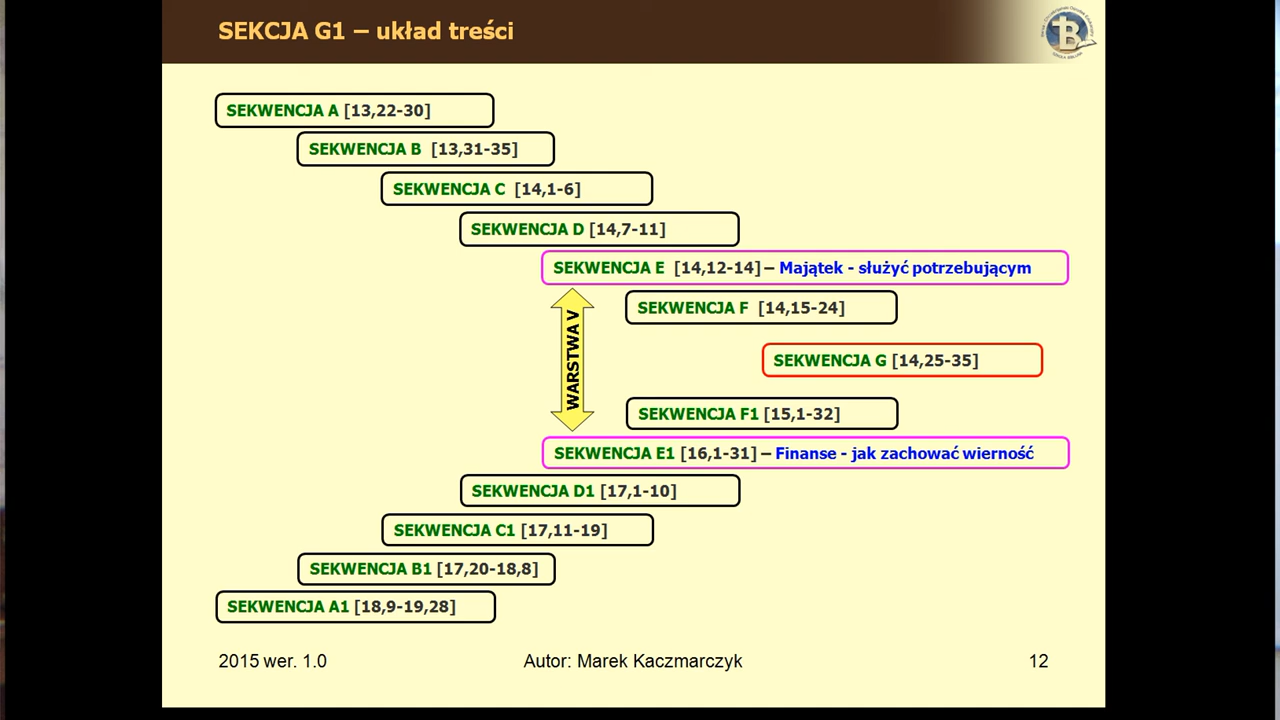 SEKCJA G1 – układ treści
B
SEKWENCJA A [13,22-30]
SEKWENCJA B [13,31-35]
SEKWENCJA C [14,1-6]
SEKWENCJA D [14,7-11]
SEKWENCJA E [14,12-14] – Majątek - służyć potrzebującym
SEKWENCJA F [14,15-24]
WARSTWA V
SEKWENCJA G [14,25-35]
SEKWENCJA F1 [15,1-32]
SEKWENCJA E1 [16,1-31] – Finanse - jak zachować wierność
SEKWENCJA D1 [17,1-10]
SEKWENCJA C1 [17,11-19]
SEKWENCJA B1 [17,20-18,8]
SEKWENCJA A1 [18,9-19,28]
2015 wer. 1.0
Autor: Marek Kaczmarczyk
12